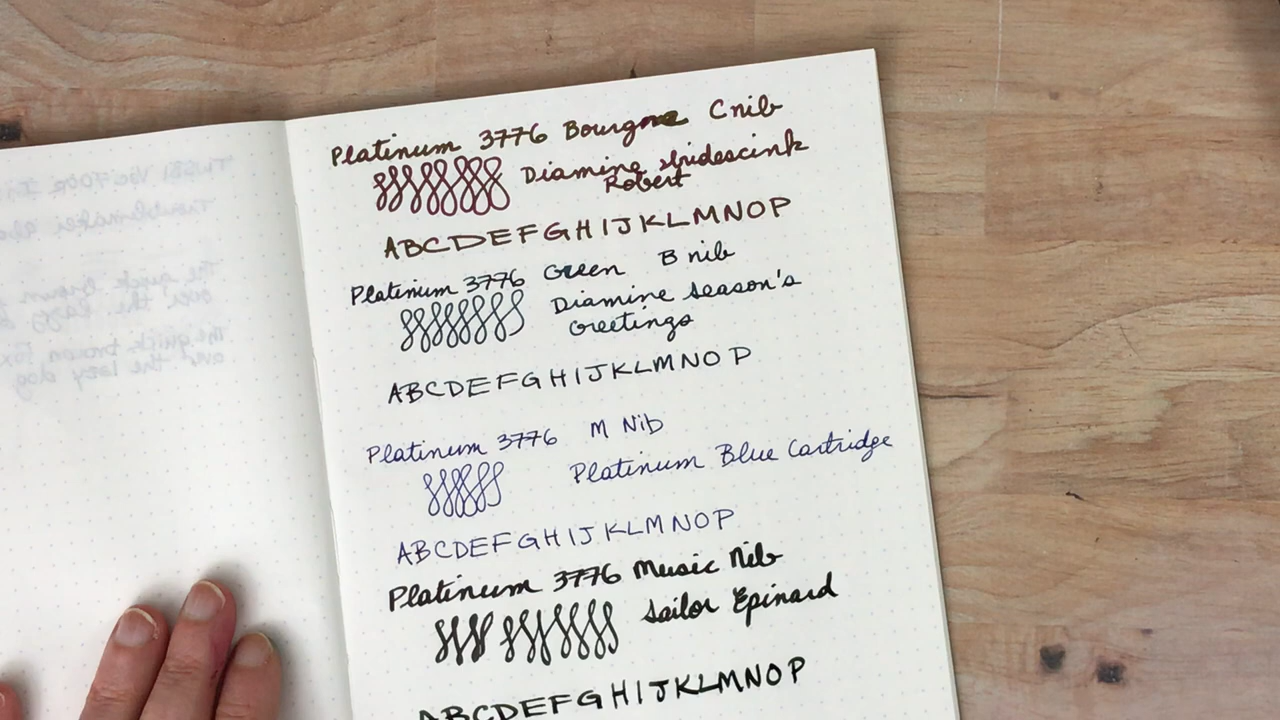 Platinum 3776 Bourgogne C nib
Diamine Iridescink
Robert
ABCDEFGHIJKLMNOP
Platinum 3776 Green B nib
Diamine Season's
Greetings
ABCDEFGHIJKLMNOP
Platinum 3776 M Nib
Platinum Blue Cartridge
ABCDEFGHIJKLMNOP
Platinum 3776 Music Nib
Sailor Epinard
ABCDEFGHIJKLMNOP